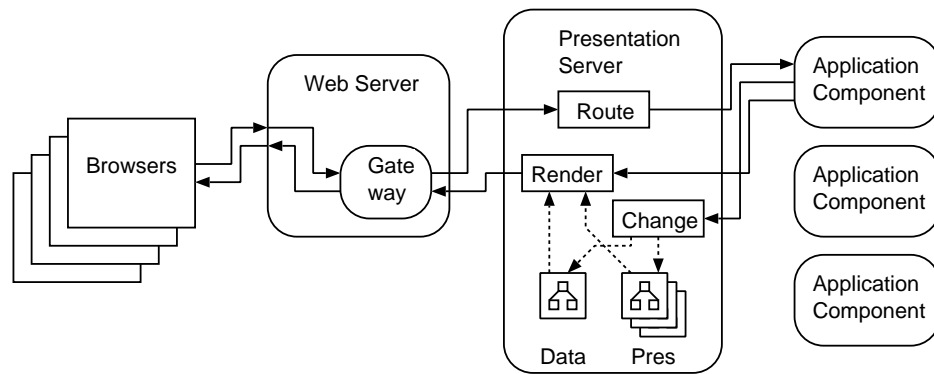 Browsers
Web Server
Gate
way
Presentation
Server
Route
Render
Change
Data
Pres
Application
Component
Application
Component
Application
Component